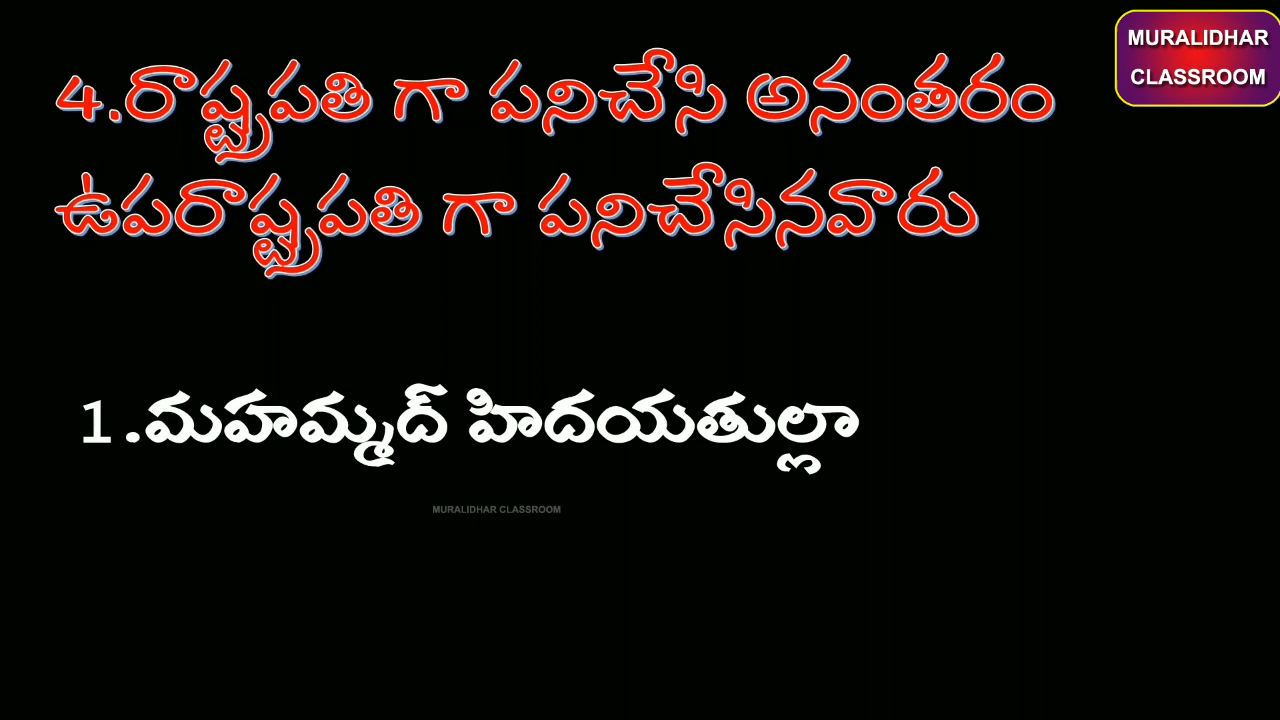 MURALIDHAR
CLASSROOM
4.రాష్ట్రపతి గా పనిచేసి అనంతరం
ఉపరాష్ట్రపతి గా పనిచేసినవారు
1.మహమ్మద్ హిదయతుల్లా
MURALIDHAR CLASSROOM